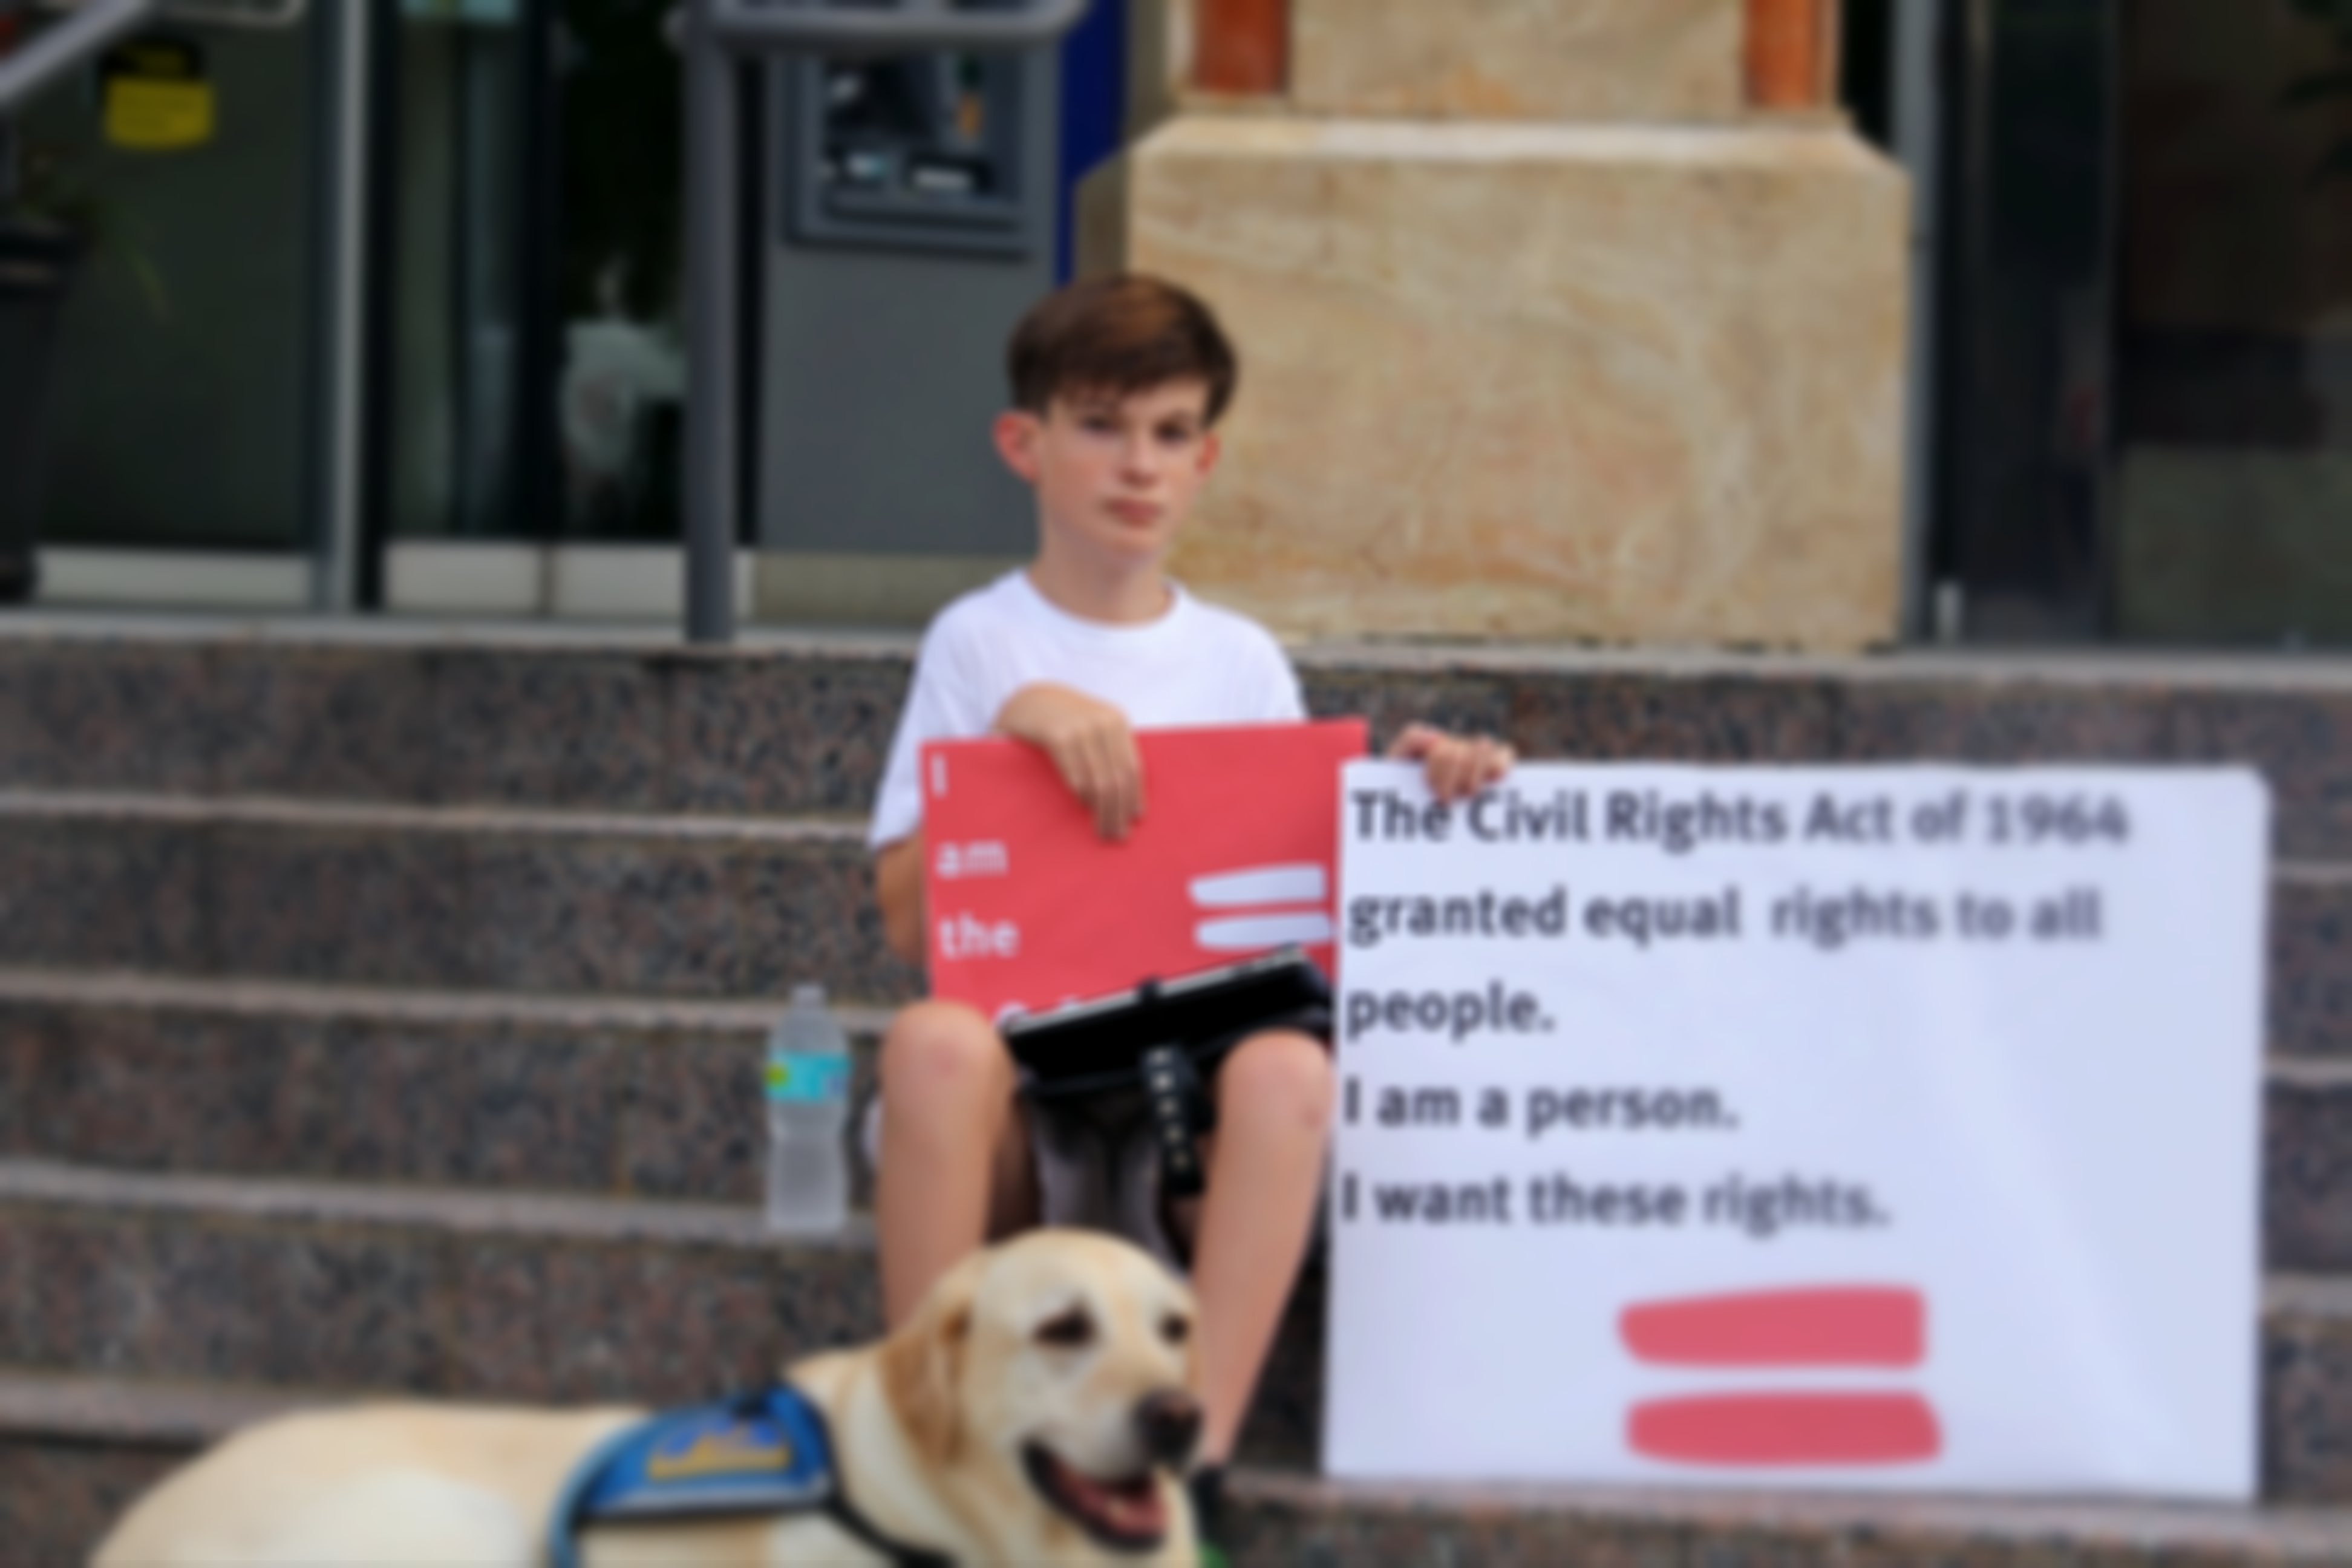 I
am
the
The Civil Rights Act of 1964
granted equal rights to all
people.
I am a person.
I want these rights.